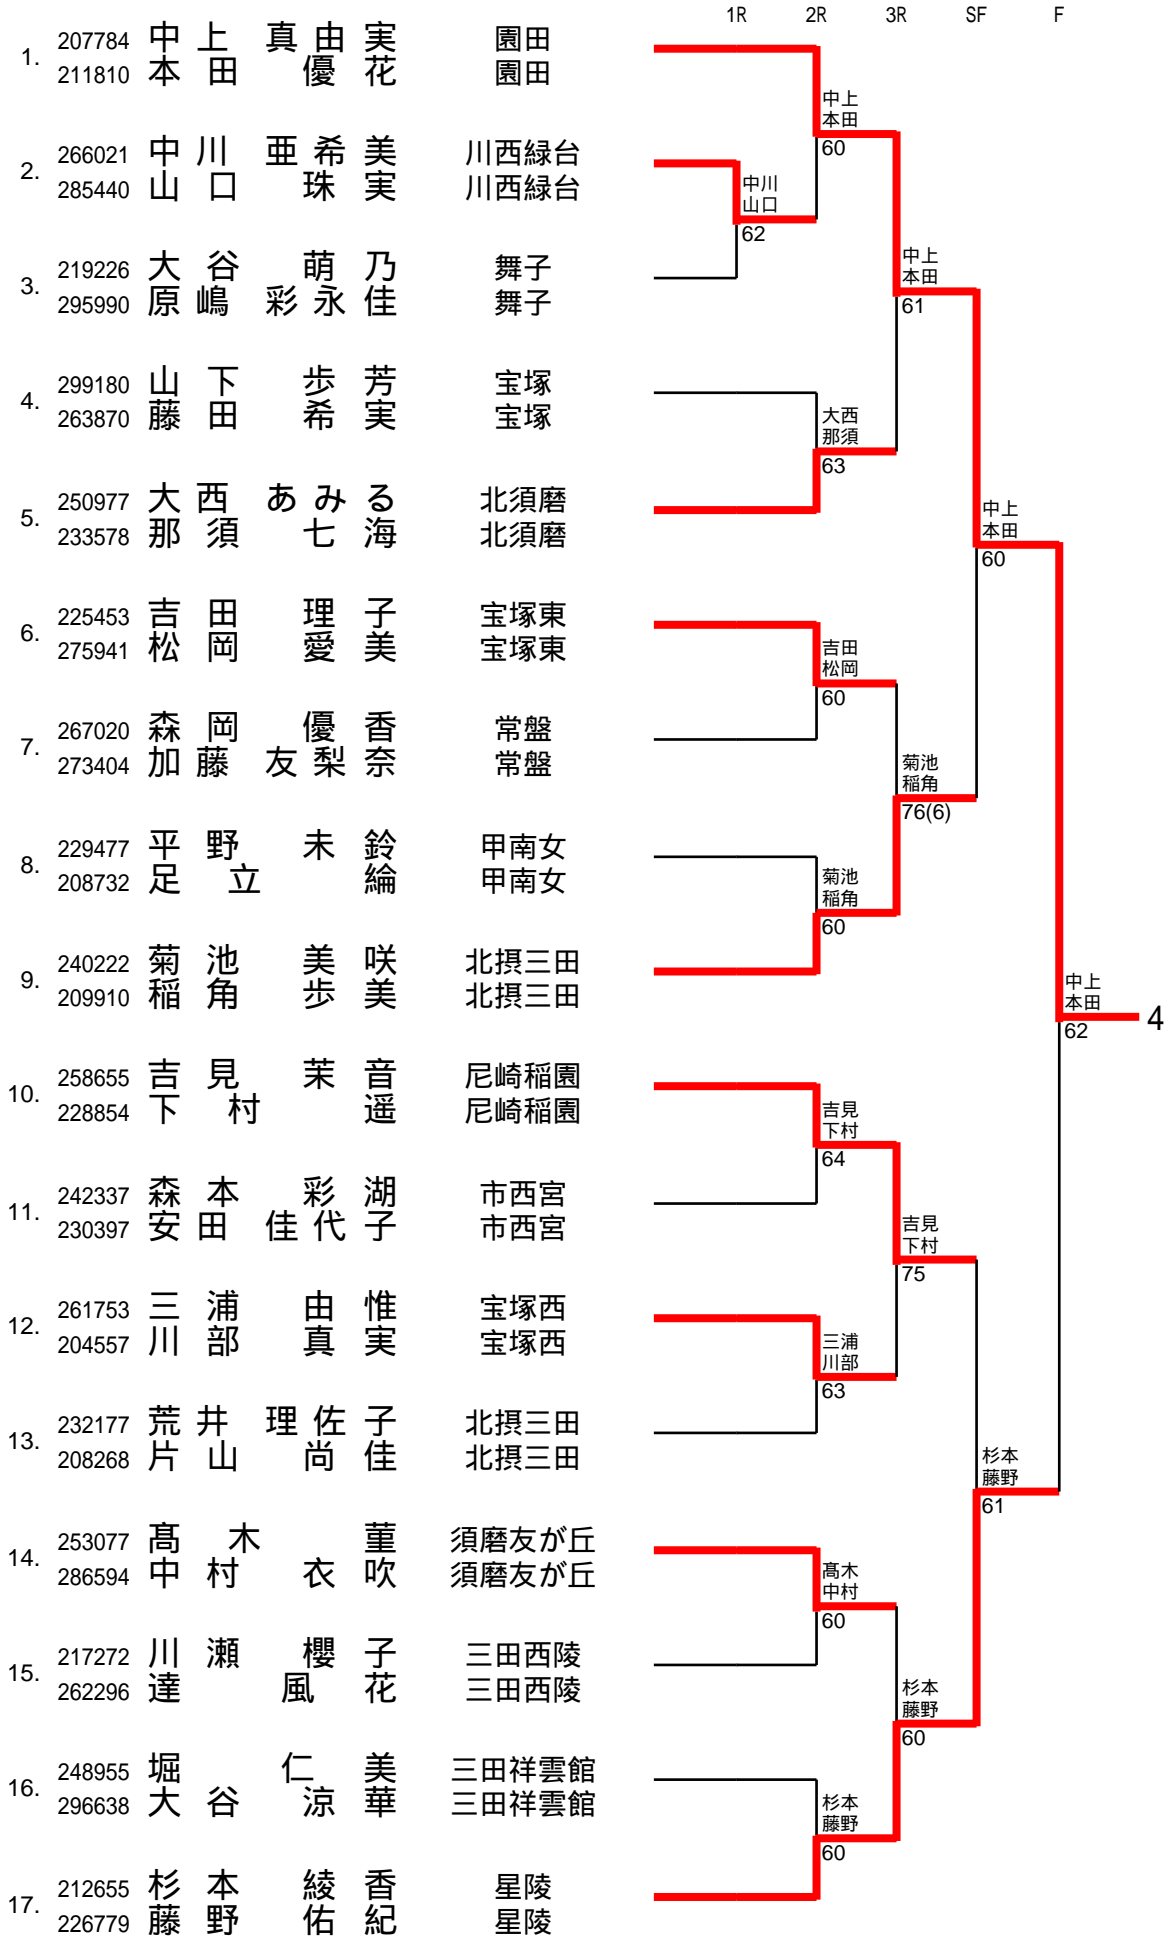 1R 2R 3R SF F
1.
207784 中上 真由実 園田
211810 本田 優花 園田
2.
266021 中川 亜希美 川西緑台
285440 山口 珠実 川西緑台
3.
219226 大谷 萌乃 舞子
295990 原嶋 彩永佳 舞子
4.
299180 山下 歩芳 宝塚
263870 藤田 希実 宝塚
5.
250977 大西 あみる 北須磨
233578 那須 七海 北須磨
6.
225453 吉田 理子 宝塚東
275941 松岡 愛美 宝塚東
7.
267020 森岡 優香 常盤
273404 加藤 友梨奈 常盤
8.
229477 平野 未鈴 甲南女
208732 足立 綸 甲南女
9.
240222 菊池 美咲 北摂三田
209910 稲角 歩美 北摂三田
10.
258655 吉見 茉音 尼崎稲園
228854 下村 遥 尼崎稲園
11.
242337 森本 彩湖 市西宮
230397 安田 佳代子 市西宮
12.
261753 三浦 由惟 宝塚西
204557 川部 真実 宝塚西
13.
232177 荒井 理佐子 北摂三田
208268 片山 尚佳 北摂三田
14.
253077 髙木 菫 須磨友が丘
286594 中村 衣吹 須磨友が丘
15.
217272 川瀬 櫻子 三田西陵
262296 達 風花 三田西陵
16.
248955 堀 仁美 三田祥雲館
296638 大谷 涼華 三田祥雲館
17.
212655 杉本 綾香 星陵
226779 藤野 佑紀 星陵
中川
山口
62
中上
本田
60
大西
那須
63
吉田
松岡
60
菊池
稲角
60
吉見
下村
64
三浦
川部
63
髙木
中村
60
杉本
藤野
60
中上
本田
61
菊池
稲角
76(6)
吉見
下村
75
杉本
藤野
60
中上
本田
60
杉本
藤野
61
中上
本田
62
4